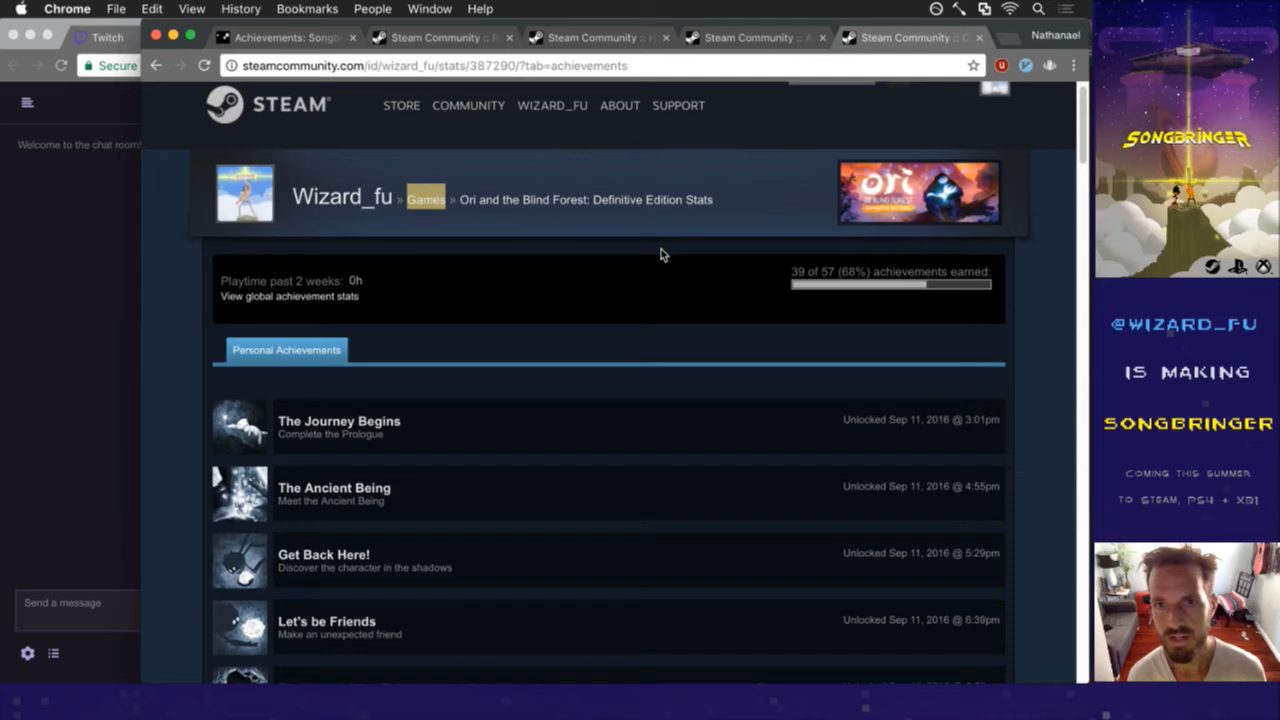 Chrome File Edit View History Bookmarks People Window Help
Twitch
Achievements: Songb
Steam Community :: R
Steam Community :: H
Steam Community :: A
Steam Community :: O
Nathanael
Secure
steamcommunity.com/id/wizard_fu/stats/387290/?tab=achievements
STEAM®
STORE COMMUNITY WIZARD_FU ABOUT SUPPORT
Welcome to the chat room!
Wizard_fu » Games » Ori and the Blind Forest: Definitive Edition Stats
ori
Playtime past 2 weeks: 0h
View global achievement stats
39 of 57 (68%) achievements earned:
Personal Achievements
The Journey Begins
Complete the Prologue
Unlocked Sep 11, 2016 @ 3:01pm
The Ancient Being
Meet the Ancient Being
Unlocked Sep 11, 2016 @ 4:55pm
Get Back Here!
Discover the character in the shadows
Unlocked Sep 11, 2016 @ 5:29pm
Let's be Friends
Make an unexpected friend
Unlocked Sep 11, 2016 @ 6:39pm
Send a message
SONGBRINGER
@WIZARD_FU
IS MAKING
SONGBRINGER
COMING THIS SUMMER
TO STEAM, PS4 + XB1